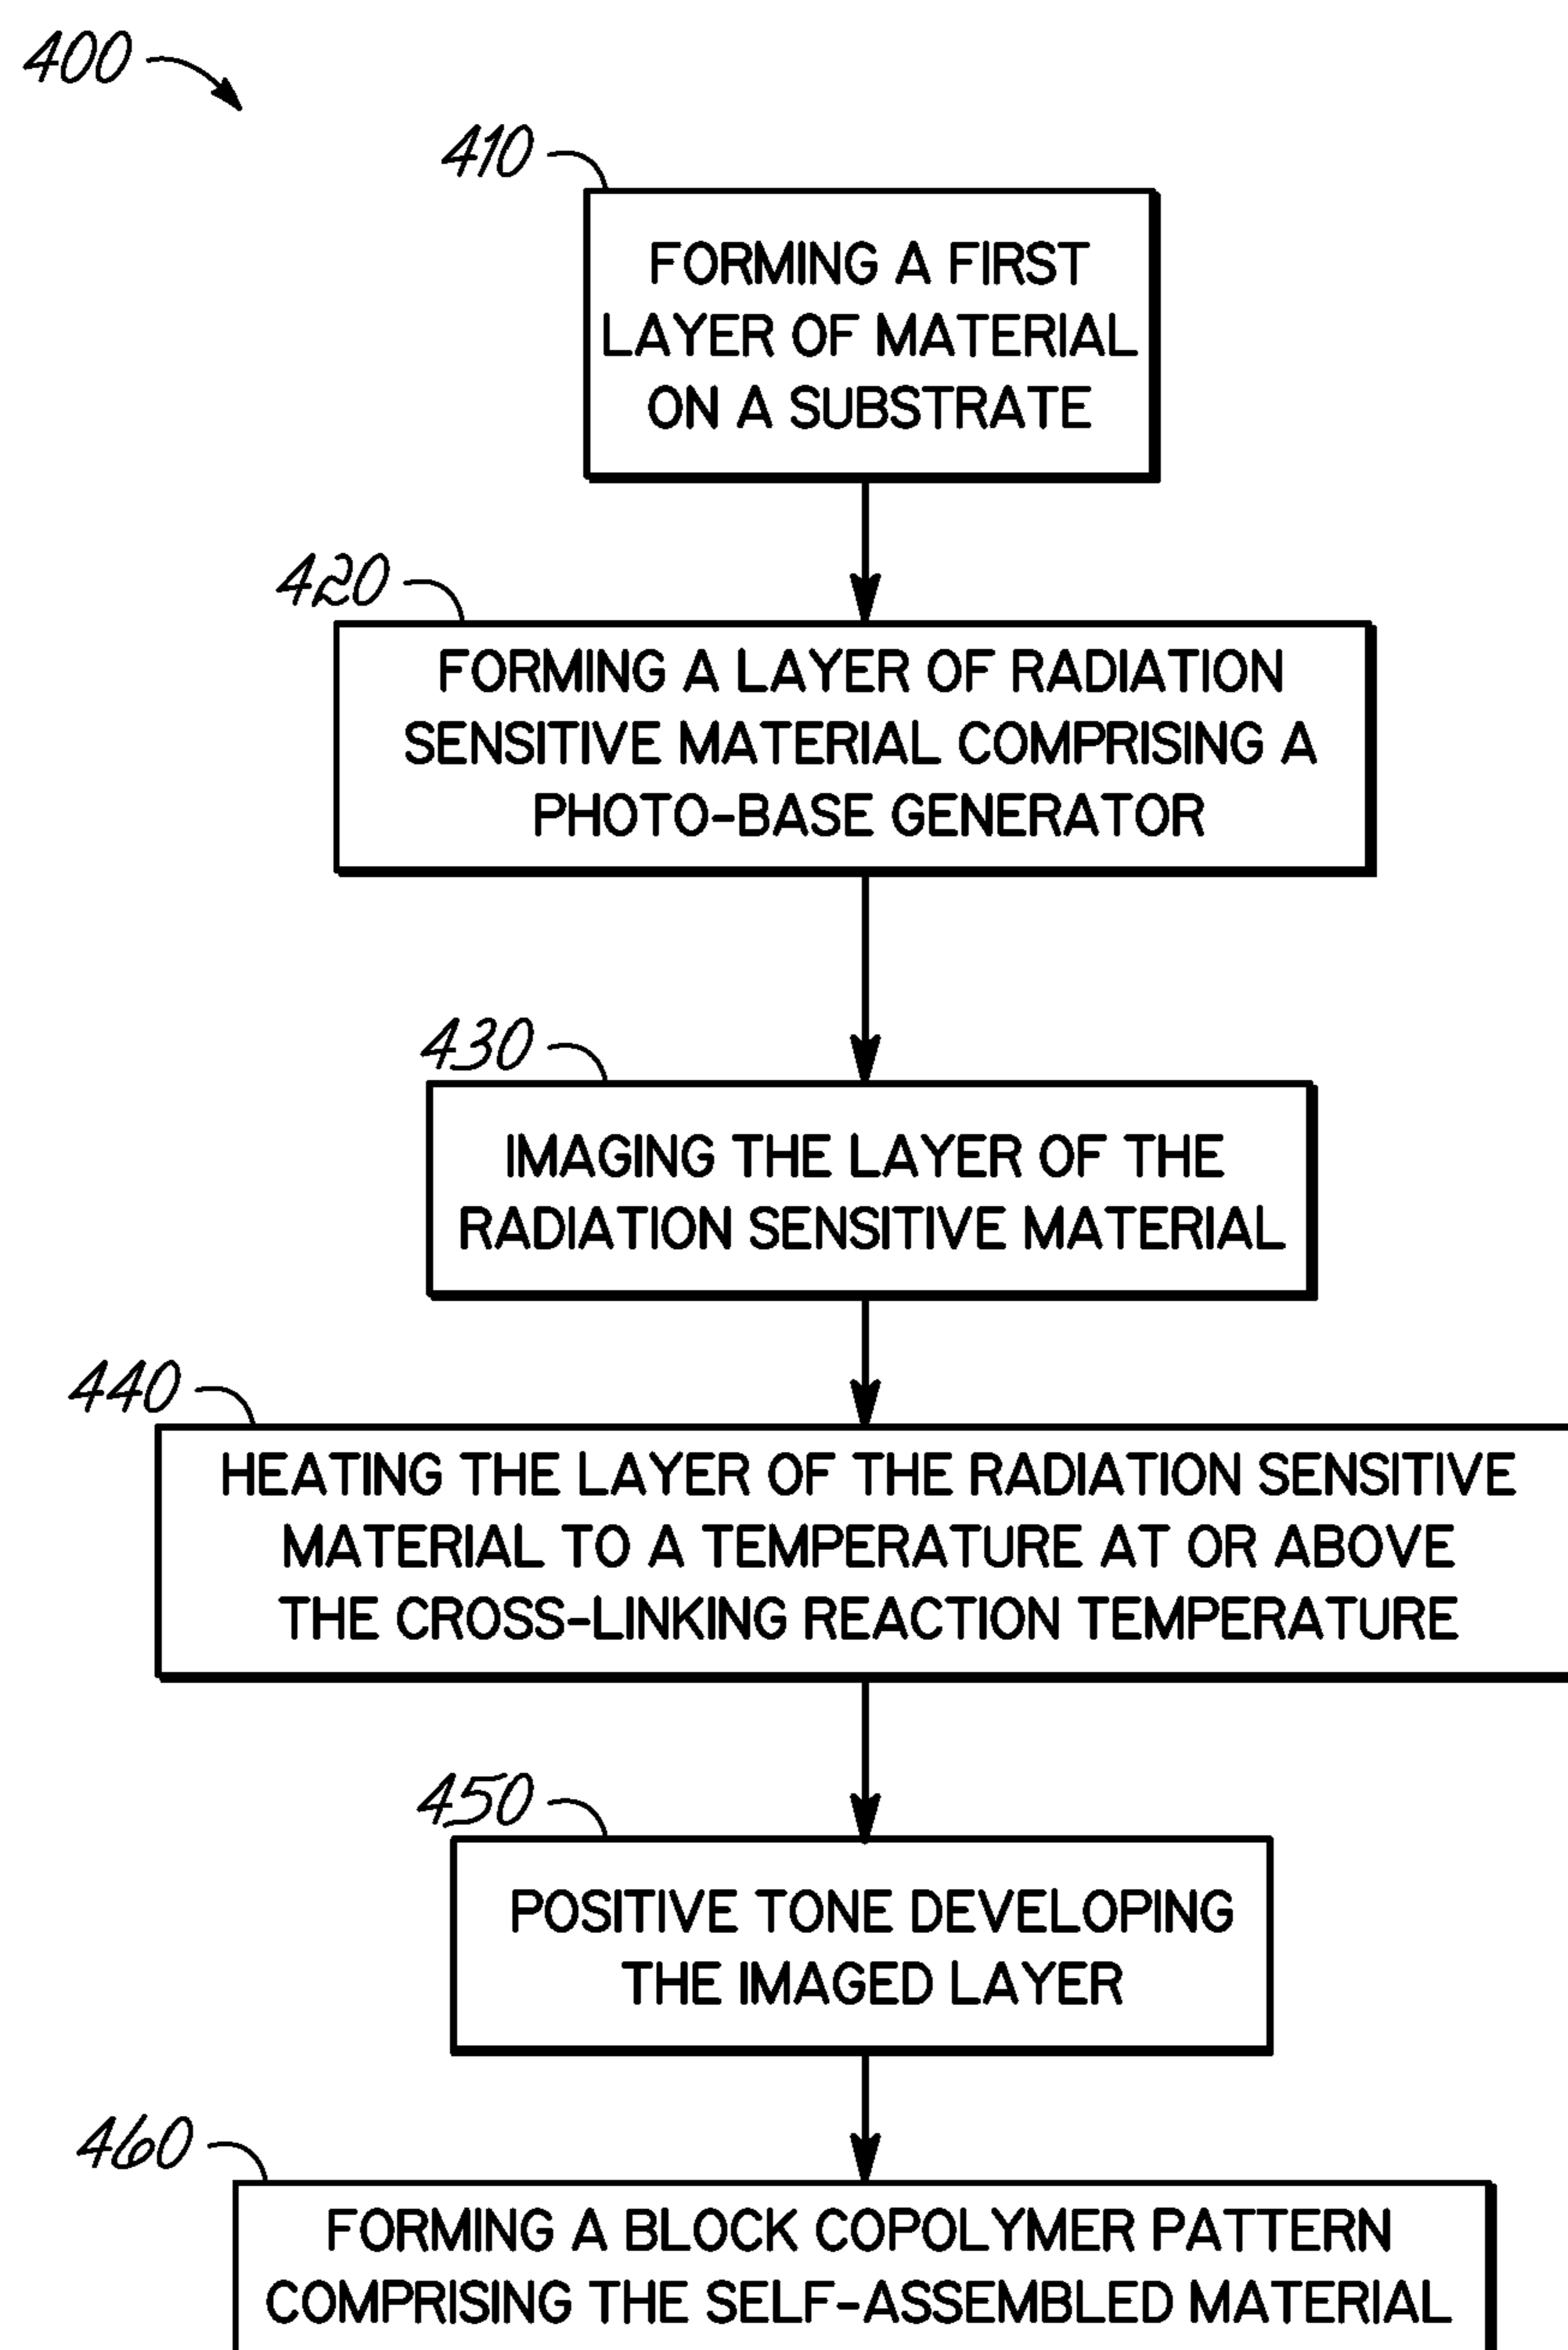 400
410
FORMING A FIRST
LAYER OF MATERIAL
ON A SUBSTRATE
420
FORMING A LAYER OF RADIATION
SENSITIVE MATERIAL COMPRISING A
PHOTO-BASE GENERATOR
430
IMAGING THE LAYER OF THE
RADIATION SENSITIVE MATERIAL
440
HEATING THE LAYER OF THE RADIATION SENSITIVE
MATERIAL TO A TEMPERATURE AT OR ABOVE
THE CROSS-LINKING REACTION TEMPERATURE
450
POSITIVE TONE DEVELOPING
THE IMAGED LAYER
460
FORMING A BLOCK COPOLYMER PATTERN
COMPRISING THE SELF-ASSEMBLED MATERIAL